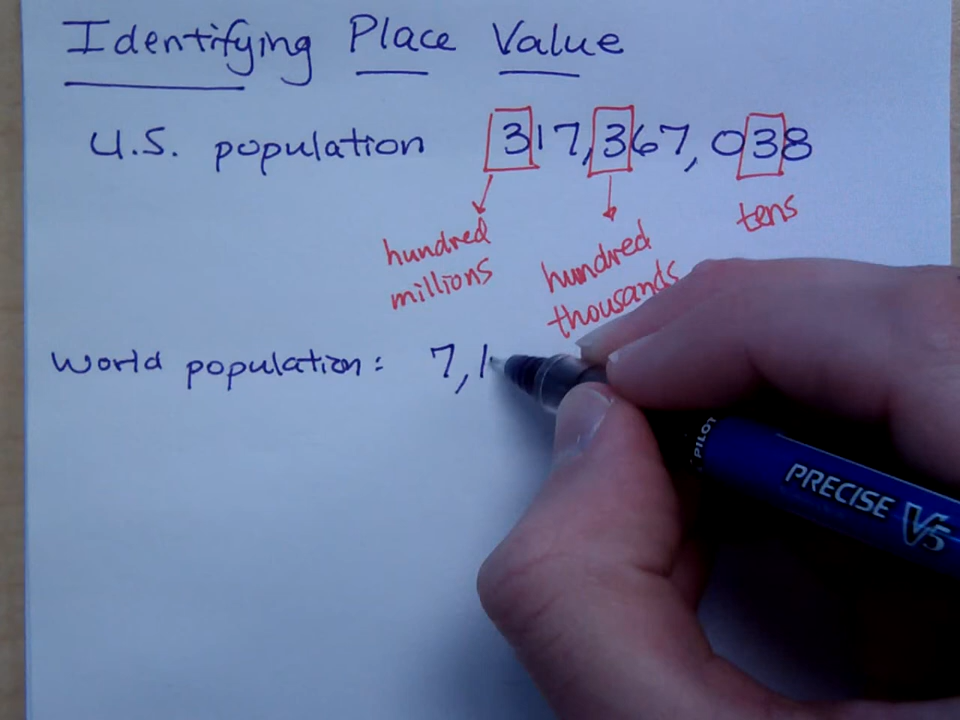 Identifying Place Value
U.S. population 317,367,038
hundred
millions
hundred
thousands
tens
World population: 7,1
PILOT
PRECISE V5